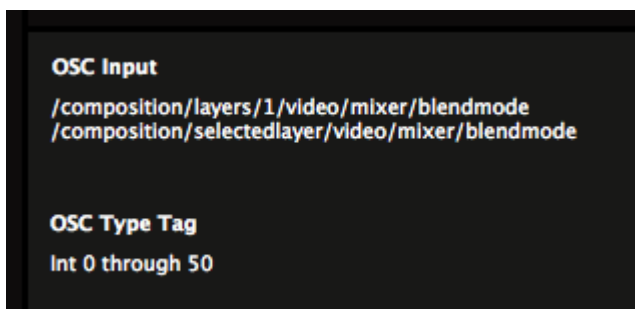 OSC Input
/composition/layers/1/video/mixer/blendmode
/composition/selectedlayer/video/mixer/blendmode
OSC Type Tag
Int 0 through 50